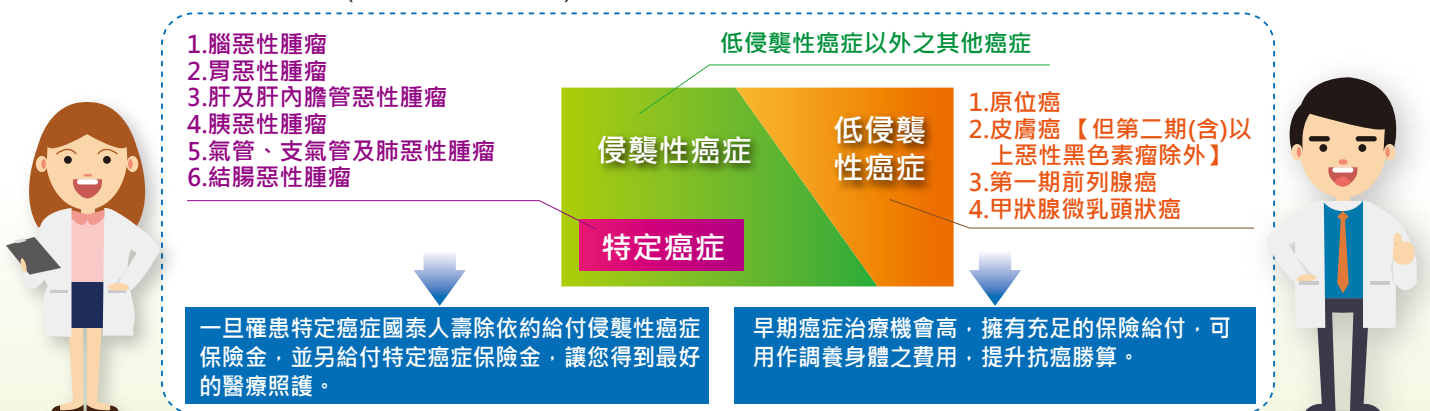 1.腦惡性腫瘤
2.胃惡性腫瘤
3.肝及肝內膽管惡性腫瘤
4.胰惡性腫瘤
5.氣管、支氣管及肺惡性腫瘤
6.結腸惡性腫瘤
低侵襲性癌症以外之其他癌症
侵襲性癌症
特定癌症
低侵襲
性癌症
1.原位癌
2.皮膚癌【但第二期(含)以
上惡性黑色素瘤除外】
3.第一期前列腺癌
4.甲狀腺微乳頭狀癌
一旦罹患特定癌症國泰人壽除依約給付侵襲性癌症
保險金，並另給付特定癌症保險金，讓您得到最好
的醫療照護。
早期癌症治療機會高，擁有充足的保險給付，可
用作調養身體之費用，提升抗癌勝算。